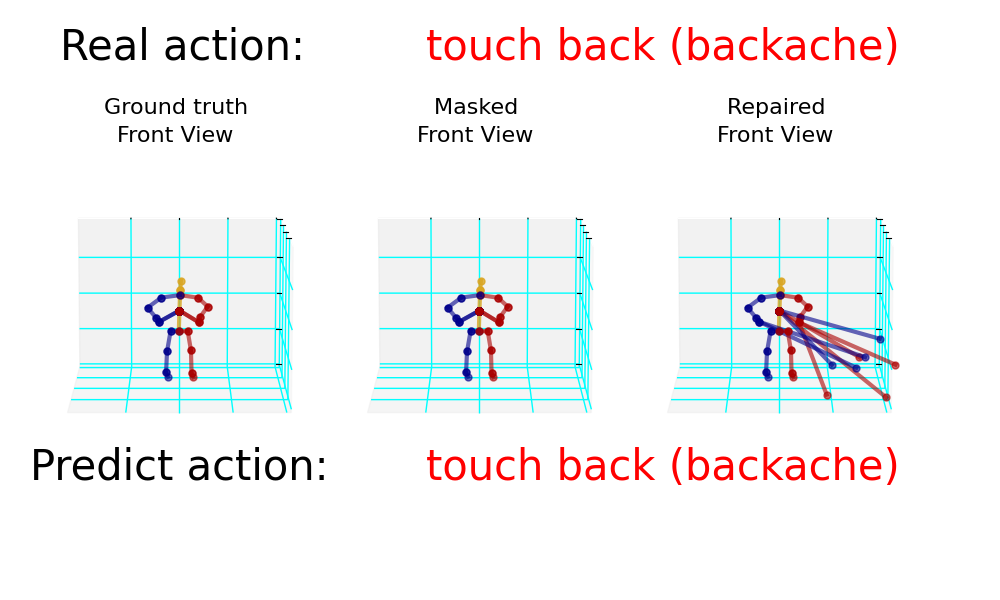 Real action: touch back (backache)
Ground truth Masked Repaired
Front View Front View Front View
Predict action: touch back (backache)